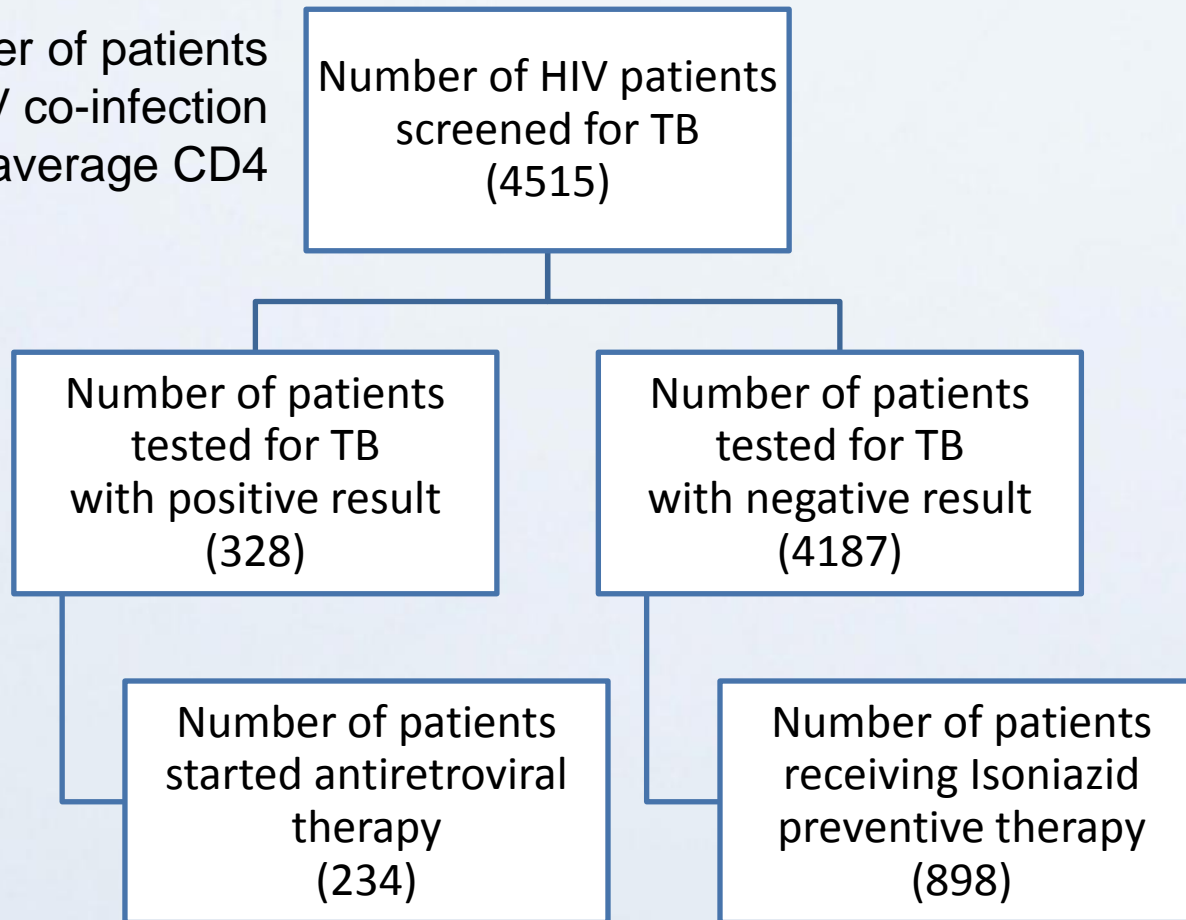 of patients
co-infection
average CD4
Number of HIV patients
screened for TB
(4515)
Number of patients
tested for TB
with positive result
(328)
Number of patients
tested for TB
with negative result
(4187)
Number of patients
started antiretroviral
therapy
(234)
Number of patients
receiving Isoniazid
preventive therapy
(898)